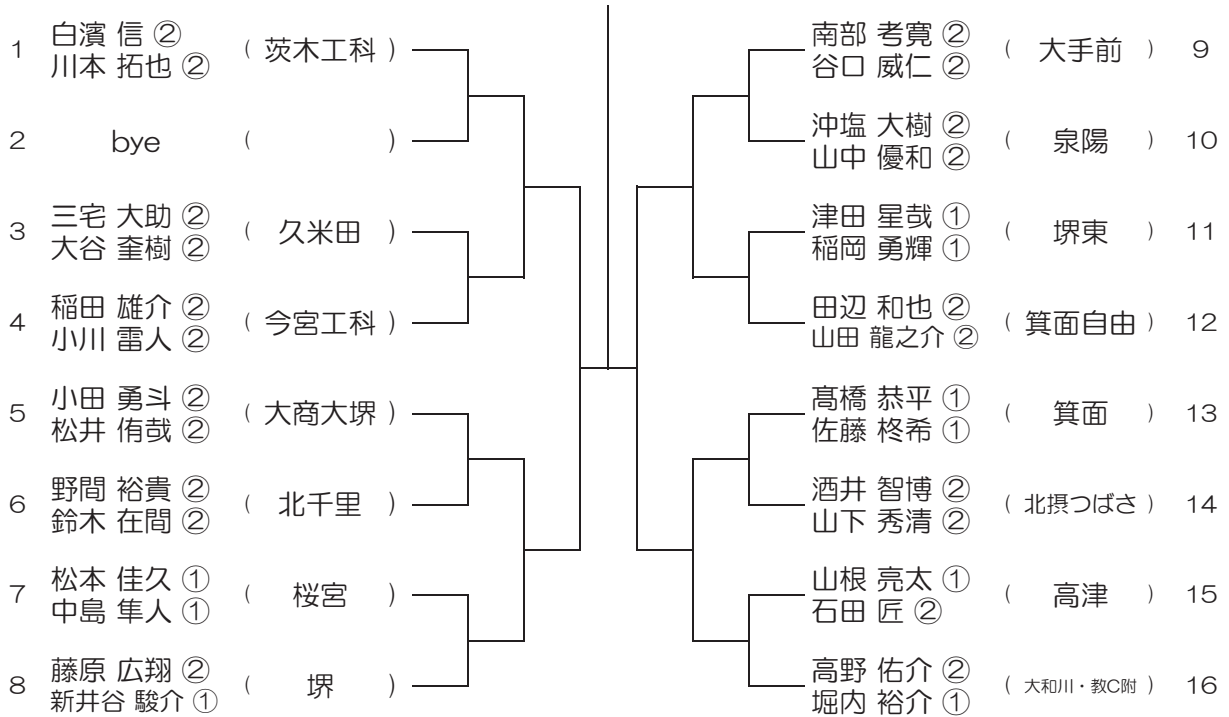 1 白濱 信 ② ( 茨木工科 )
川本 拓也 ②
2 bye ( )
3 三宅 大助 ② ( 久米田 )
大谷 奎樹 ②
4 稲田 雄介 ② ( 今宮工科 )
小川 雷人 ②
5 小田 勇斗 ② ( 大商大堺 )
松井 侑哉 ②
6 野間 裕貴 ② ( 北千里 )
鈴木 在間 ②
7 松本 佳久 ① ( 桜宮 )
中島 隼人 ①
8 藤原 広翔 ② ( 堺 )
新井谷 駿介 ①
南部 考寛 ② ( 大手前 ) 9
谷口 威仁 ②
沖塩 大樹 ② ( 泉陽 ) 10
山中 優和 ②
津田 星哉 ① ( 堺東 ) 11
稲岡 勇輝 ①
田辺 和也 ② ( 箕面自由 ) 12
山田 龍之介 ②
髙橋 恭平 ① ( 箕面 ) 13
佐藤 柊希 ①
酒井 智博 ② ( 北摂つばさ ) 14
山下 秀清 ②
山根 亮太 ① ( 高津 ) 15
石田 匠 ②
高野 佑介 ② ( 大和川・教C附 ) 16
堀内 裕介 ①